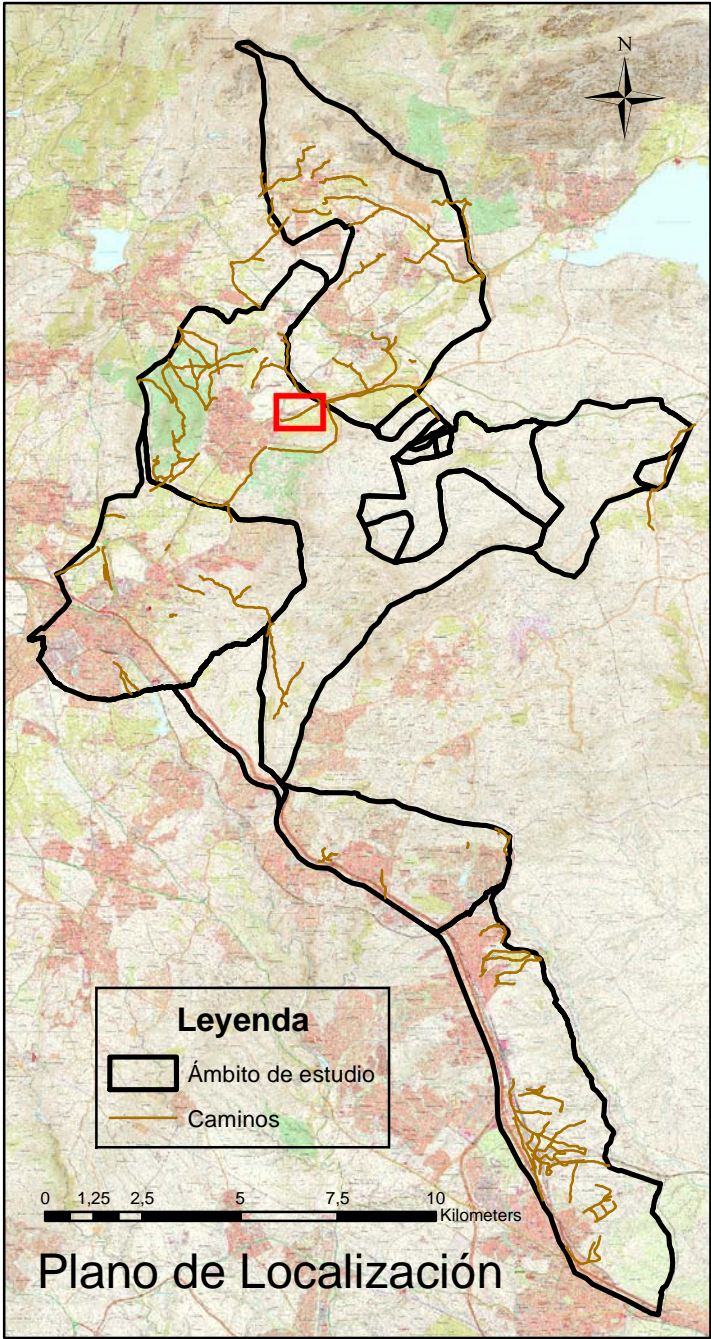 N
Leyenda
Ámbito de estudio
Caminos
0 1,25 2,5 5 7,5 10
Kilometers
Plano de Localización